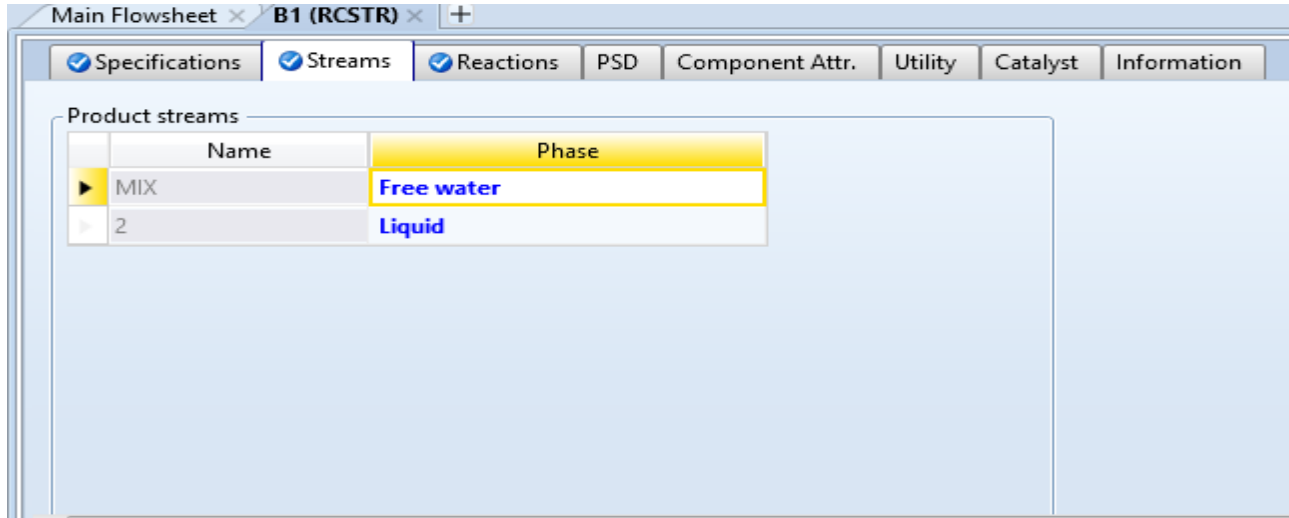 Main Flowsheet × B1 (RCSTR) × +
Specifications Streams Reactions PSD Component Attr. Utility Catalyst Information
Product streams
Name Phase
MIX Free water
2 Liquid